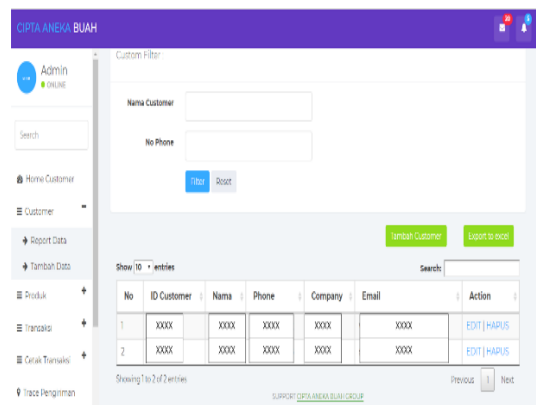 CIPTA ANEKA BUAH
Admin
ONLINE
Search
Home Customer
Customer
Report Data
Tambah Data
Produk
Transaksi
Cetak Transaksi
Trace Pengiriman
Custom Filter
Nama Customer
No Phone
Filter Reset
Tambah Customer Export to excel
Show 10 entries Search:
No ID Customer Nama Phone Company Email Action
1 XXXX XXXX XXXX XXXX XXXX EDIT | HAPUS
2 XXXX XXXX XXXX XXXX XXXX EDIT | HAPUS
Showing 1 to 2 of 2 entries Previous 1 Next
SUPPORT CIPTA ANEKA BUAH GROUP